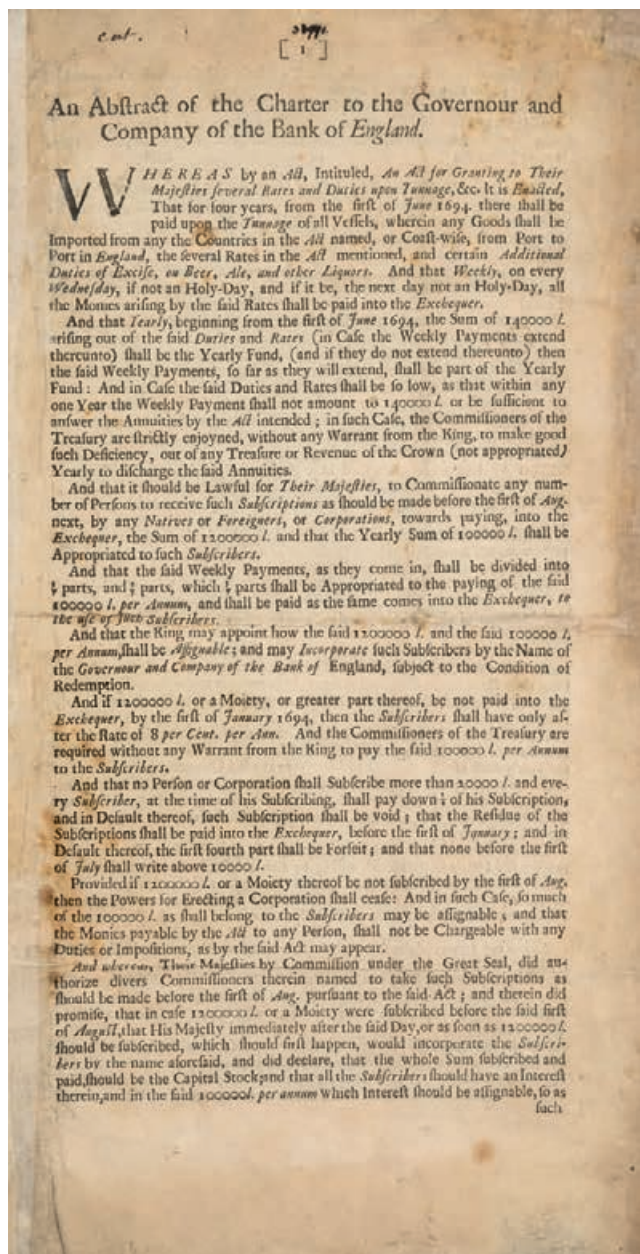 cat.
[ 1 ]
An Abſtract of the Charter to the Governour and
Company of the Bank of England.
WHEREAS by an Act, Intituled, An Act for Granting to Their
Majeſties ſeveral Rates and Duties upon Tunnage, &c. It is Enacted,
That for four years, from the firſt of June 1694. there ſhall be
paid upon the Tunnage of all Veſſels, wherein any Goods ſhall be
Imported from any the Countries in the Act named, or Coaſt-wiſe, from Port to
Port in England, the ſeveral Rates in the Act mentioned, and certain Additional
Duties of Exciſe, on Beer, Ale, and other Liquors. And that Weekly, on every
Wedneſday, if not an Holy-Day, and if it be, the next day not an Holy-Day, all
the Monies ariſing by the ſaid Rates ſhall be paid into the Exchequer.
And that Yearly, beginning from the firſt of June 1694, the Sum of 140000 l.
ariſing out of the ſaid Duties and Rates (in Caſe the Weekly Payments extend
thereunto) ſhall be the Yearly Fund, (and if they do not extend thereunto) then
the ſaid Weekly Payments, ſo far as they will extend, ſhall be part of the Yearly
Fund : And in Caſe the ſaid Duties and Rates ſhall be ſo low, as that within any
one Year the Weekly Payment ſhall not amount to 140000 l. or be ſufficient to
anſwer the Annuities by the Act intended ; in ſuch Caſe, the Commiſſioners of the
Treaſury are ſtrictly enjoyned, without any Warrant from the King, to make good
ſuch Deficiency, out of any Treaſure or Revenue of the Crown (not appropriated)
Yearly to diſcharge the ſaid Annuities.
And that it ſhould be Lawful for Their Majeſties, to Commiſſionate any num-
ber of Perſons to receive ſuch Subſcriptions as ſhould be made before the firſt of Aug.
next, by any Natives or Foreigners, or Corporations, towards paying, into the
Exchequer, the Sum of 1200000 l. and that the Yearly Sum of 100000 l. ſhall be
Appropriated to ſuch Subſcribers.
And that the ſaid Weekly Payments, as they come in, ſhall be divided into
parts, and parts, which parts ſhall be Appropriated to the paying of the ſaid
100000 l. per Annum, and ſhall be paid as the ſame comes into the Exchequer, to
the uſe of ſuch Subſcribers.
And that the King may appoint how the ſaid 1200000 l. and the ſaid 100000 l.
per Annum, ſhall be Aſſignable ; and may Incorporate ſuch Subſcribers by the Name of
the Governour and Company of the Bank of England, ſubject to the Condition of
Redemption.
And if 1200000 l. or a Moiety, or greater part thereof, be not paid into the
Exchequer, by the firſt of January 1694, then the Subſcribers ſhall have only af-
ter the Rate of 8 per Cent. per Ann. And the Commiſſioners of the Treaſury are
required without any Warrant from the King to pay the ſaid 100000 l. per Annum
to the Subſcribers.
And that no Perſon or Corporation ſhall Subſcribe more than 20000 l. and eve-
ry Subſcriber, at the time of his Subſcribing, ſhall pay down of his Subſcription,
and in Default thereof, ſuch Subſcription ſhall be void ; that the Reſidue of the
Subſcriptions ſhall be paid into the Exchequer, before the firſt of January ; and in
Default thereof, the firſt fourth part ſhall be Forfeit ; and that none before the firſt
of July ſhall write above 10000 l.
Provided if 1200000 l. or a Moiety thereof be not ſubſcribed by the firſt of Aug.
then the Powers for Erecting a Corporation ſhall ceaſe: And in ſuch Caſe, ſo much
of the 100000 l. as ſhall belong to the Subſcribers may be aſſignable ; and that
the Monies payable by the Act to any Perſon, ſhall not be Chargeable with any
Duties or Impoſitions, as by the ſaid Act may appear.
And whereas, Their Majeſties by Commiſſion under the Great Seal, did au-
thorize divers Commiſſioners therein named to take ſuch Subſcriptions as
ſhould be made before the firſt of Aug. purſuant to the ſaid Act ; and therein did
promiſe, that in caſe 1200000 l. or a Moiety were ſubſcribed before the ſaid firſt
of Auguſt, that His Majeſty immediately after the ſaid Day, or as ſoon as 1200000 l.
ſhould be ſubſcribed, which ſhould firſt happen, would incorporate the Subſcri-
bers by the name aforeſaid, and did declare, that the whole Sum ſubſcribed and
paid, ſhould be the Capital Stock; and that all the Subſcribers ſhould have an Intereſt
therein, and in the ſaid 100000 l. per annum which Intereſt ſhould be aſſignable, ſo as
ſuch